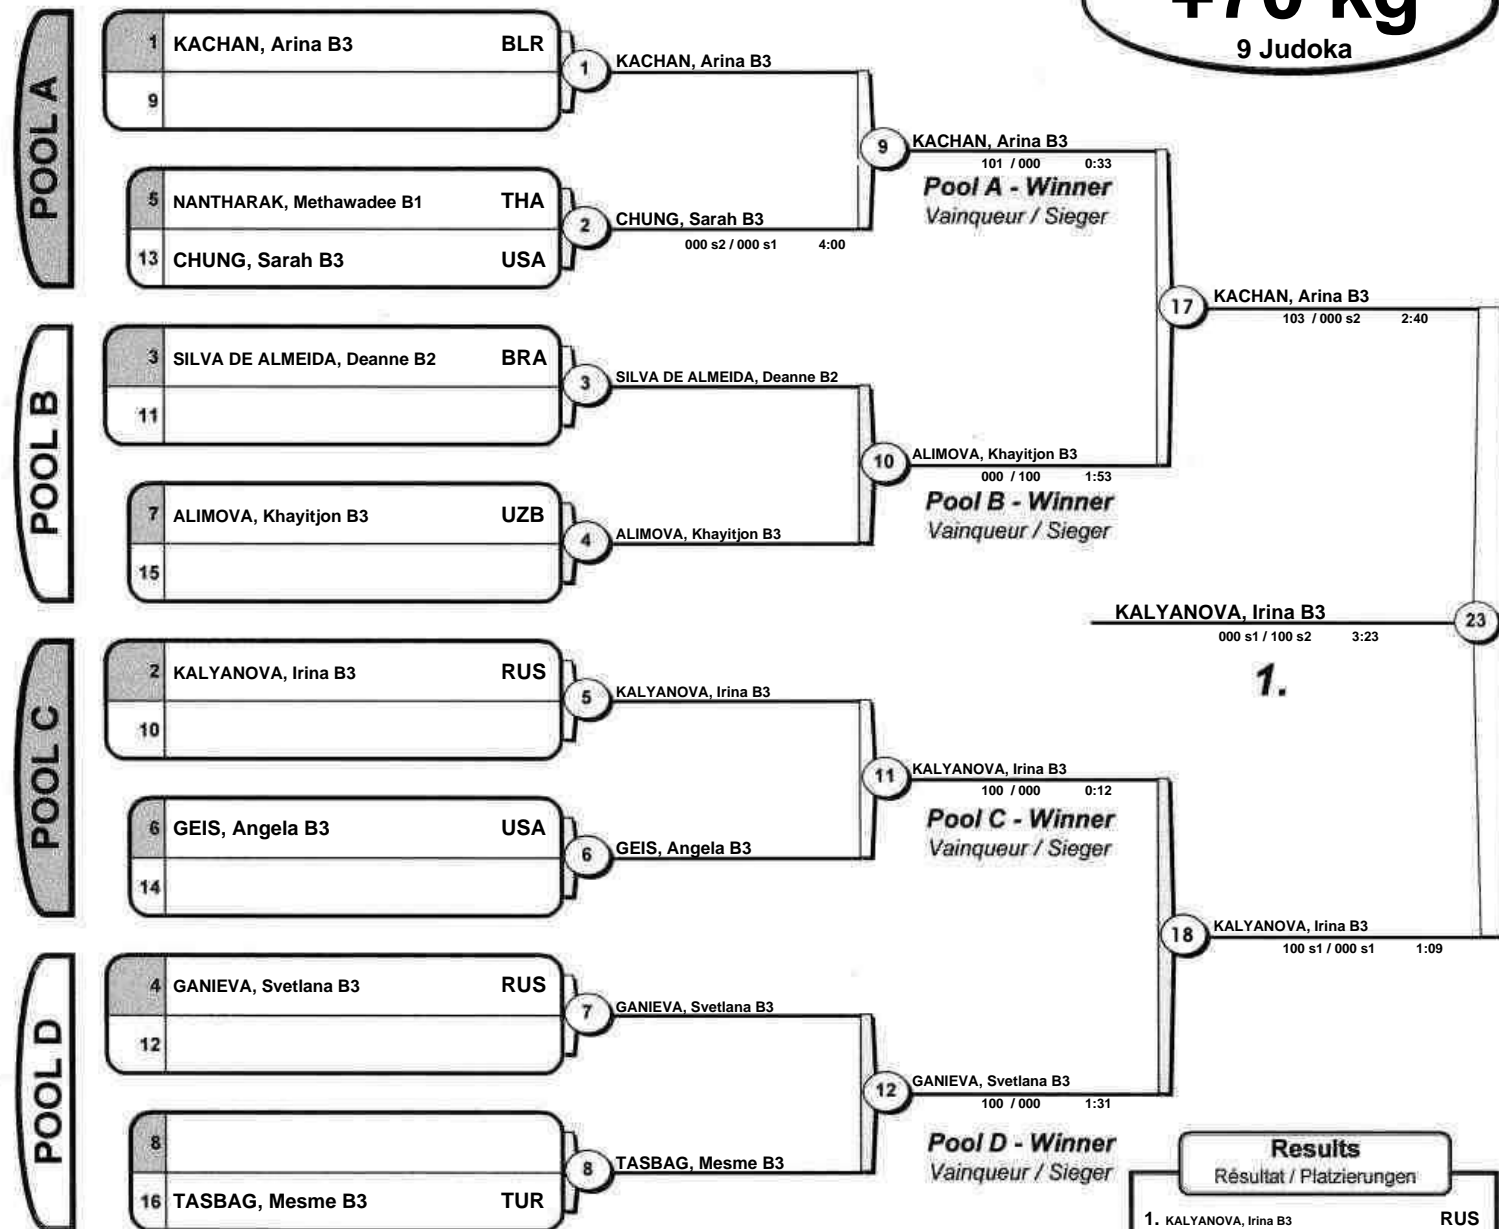 +70 kg
9 Judoka
POOL A
1 KACHAN, Arina B3 BLR
9
1 KACHAN, Arina B3
5 NANTHARAK, Methawadee B1 THA
13 CHUNG, Sarah B3 USA
2 CHUNG, Sarah B3
000 s2 / 000 s1 4:00
9 KACHAN, Arina B3
101 / 000 0:33
Pool A - Winner
Vainqueur / Sieger
POOL B
3 SILVA DE ALMEIDA, Deanne B2 BRA
11
3 SILVA DE ALMEIDA, Deanne B2
7 ALIMOVA, Khayitjon B3 UZB
15
4 ALIMOVA, Khayitjon B3
10 ALIMOVA, Khayitjon B3
000 / 100 1:53
Pool B - Winner
Vainqueur / Sieger
17 KACHAN, Arina B3
103 / 000 s2 2:40
KALYANOVA, Irina B3 23
000 s1 / 100 s2 3:23
1.
POOL C
2 KALYANOVA, Irina B3 RUS
10
5 KALYANOVA, Irina B3
6 GEIS, Angela B3 USA
14
6 GEIS, Angela B3
11 KALYANOVA, Irina B3
100 / 000 0:12
Pool C - Winner
Vainqueur / Sieger
18 KALYANOVA, Irina B3
100 s1 / 000 s1 1:09
POOL D
4 GANIEVA, Svetlana B3 RUS
12
7 GANIEVA, Svetlana B3
8
16 TASBAG, Mesme B3 TUR
8 TASBAG, Mesme B3
12 GANIEVA, Svetlana B3
100 / 000 1:31
Pool D - Winner
Vainqueur / Sieger
Results
Résultat / Platzierungen
1. KALYANOVA, Irina B3 RUS